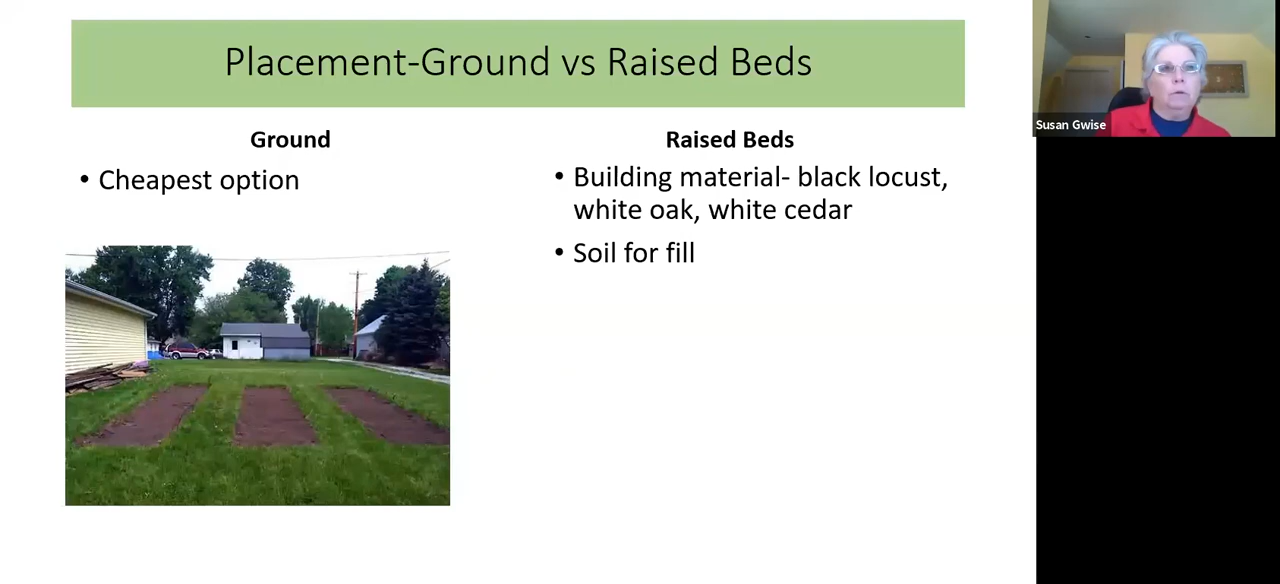 Placement-Ground vs Raised Beds
Ground
• Cheapest option
Raised Beds
• Building material- black locust,
white oak, white cedar
• Soil for fill
Susan Gwise